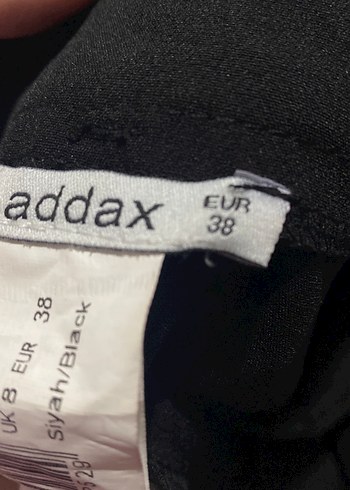 addax
EUR
38
UK 8 EUR 38
Siyah/Black